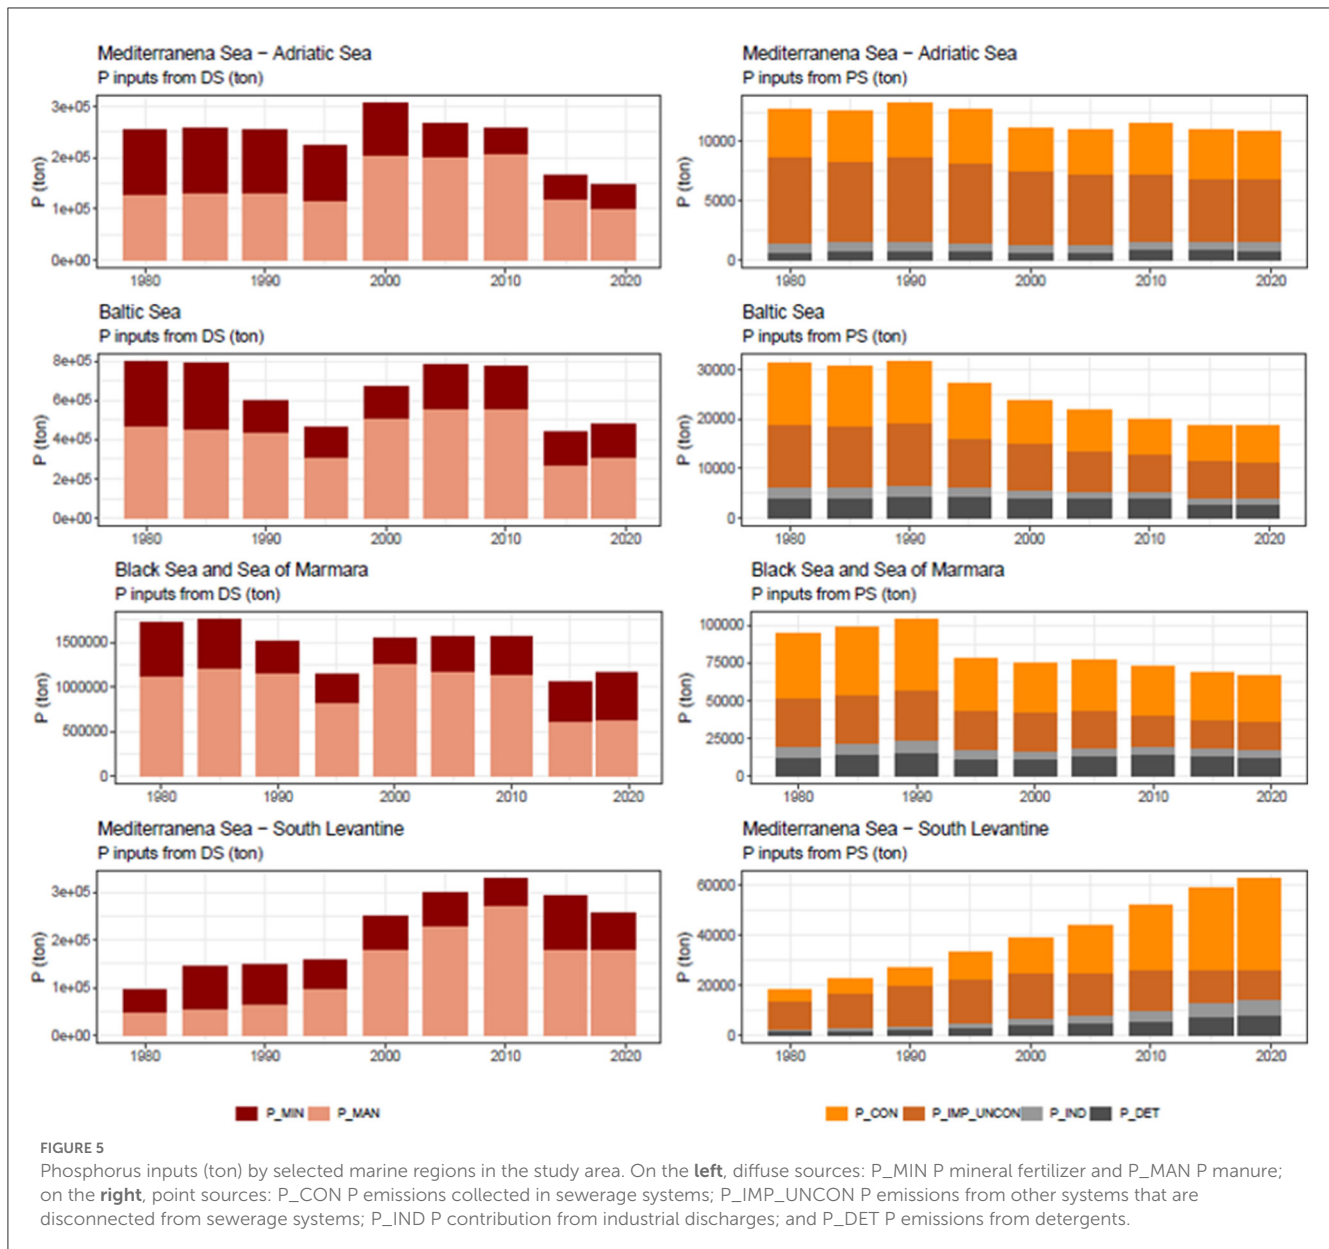 Mediterranena Sea − Adriatic Sea
P inputs from DS (ton)
P (ton)
3e+05
2e+05
1e+05
0e+00
1980
1990
2000
2010
2020
Mediterranena Sea − Adriatic Sea
P inputs from PS (ton)
P (ton)
10000
5000
0
1980
1990
2000
2010
2020
Baltic Sea
P inputs from DS (ton)
P (ton)
8e+05
6e+05
4e+05
2e+05
0e+00
1980
1990
2000
2010
2020
Baltic Sea
P inputs from PS (ton)
P (ton)
30000
20000
10000
0
1980
1990
2000
2010
2020
Black Sea and Sea of Marmara
P inputs from DS (ton)
P (ton)
1500000
1000000
500000
0
1980
1990
2000
2010
2020
Black Sea and Sea of Marmara
P inputs from PS (ton)
P (ton)
100000
75000
50000
25000
0
1980
1990
2000
2010
2020
Mediterranena Sea − South Levantine
P inputs from DS (ton)
P (ton)
3e+05
2e+05
1e+05
0e+00
1980
1990
2000
2010
2020
Mediterranena Sea − South Levantine
P inputs from PS (ton)
P (ton)
60000
40000
20000
0
1980
1990
2000
2010
2020
P_MIN P_MAN
P_CON P_IMP_UNCON P_IND P_DET
FIGURE 5
Phosphorus inputs (ton) by selected marine regions in the study area. On the left, diffuse sources: P_MIN P mineral fertilizer and P_MAN P manure;
on the right, point sources: P_CON P emissions collected in sewerage systems; P_IMP_UNCON P emissions from other systems that are
disconnected from sewerage systems; P_IND P contribution from industrial discharges; and P_DET P emissions from detergents.